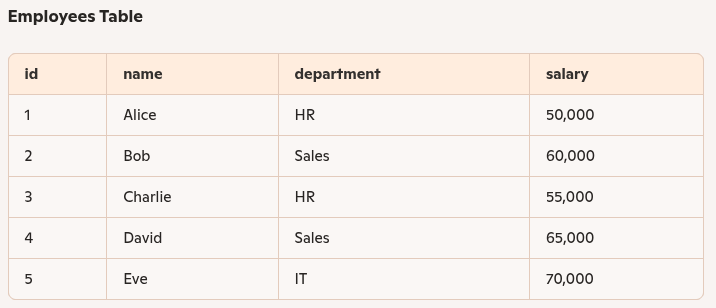 Employees Table
id name department salary
1 Alice HR 50,000
2 Bob Sales 60,000
3 Charlie HR 55,000
4 David Sales 65,000
5 Eve IT 70,000